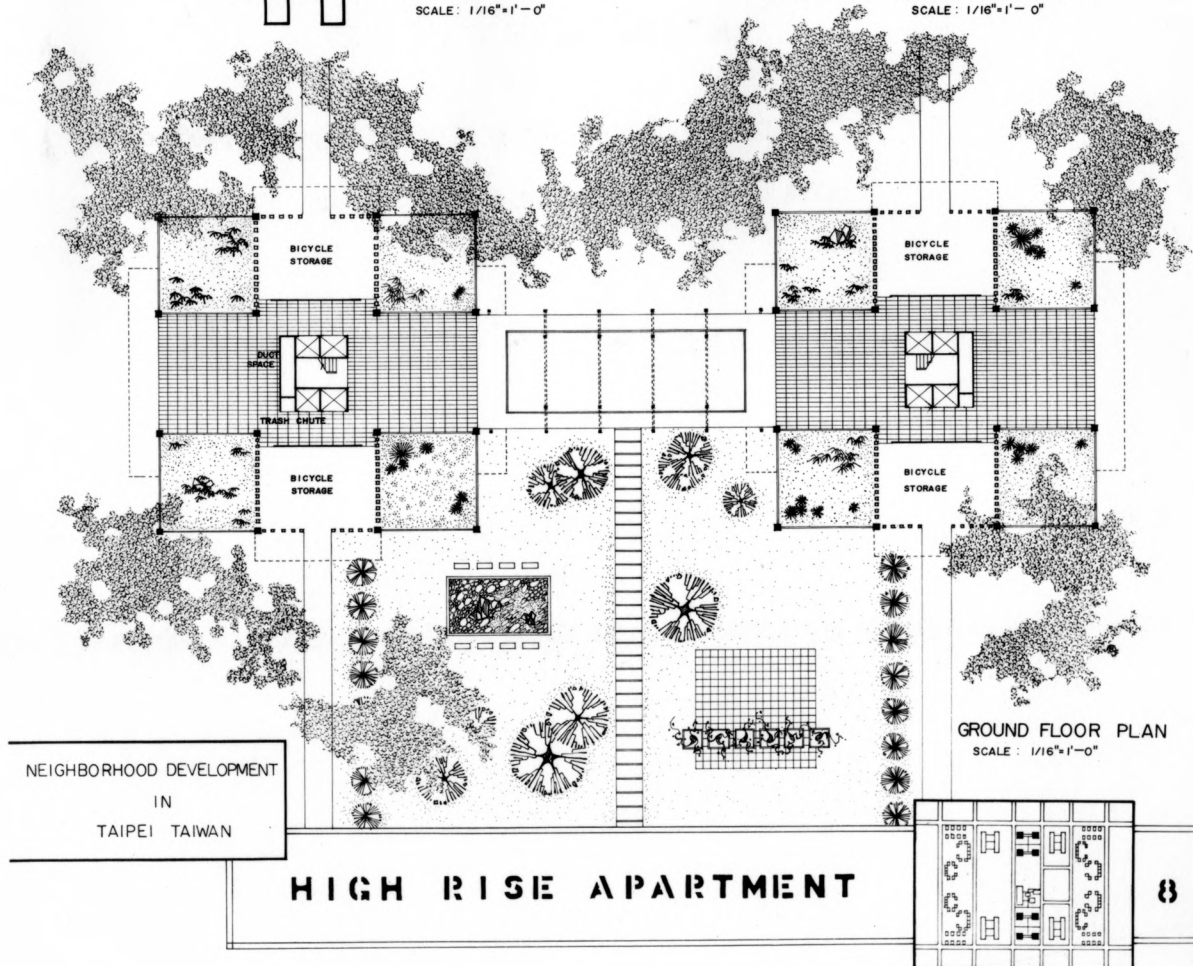 SCALE: 1/16"=1'-0"
SCALE: 1/16"=1'-0"
BICYCLE
STORAGE
BICYCLE
STORAGE
DUCT
SPACE
TRASH CHUTE
BICYCLE
STORAGE
BICYCLE
STORAGE
GROUND FLOOR PLAN
SCALE: 1/16"=1'-0"
NEIGHBORHOOD DEVELOPMENT
IN
TAIPEI TAIWAN
HIGH RISE APARTMENT
8